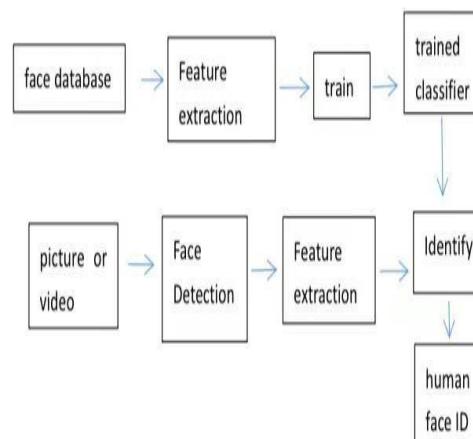 face database
Feature
extraction
train
trained
classifier
picture or
video
Face
Detection
Feature
extraction
Identify
human
face ID